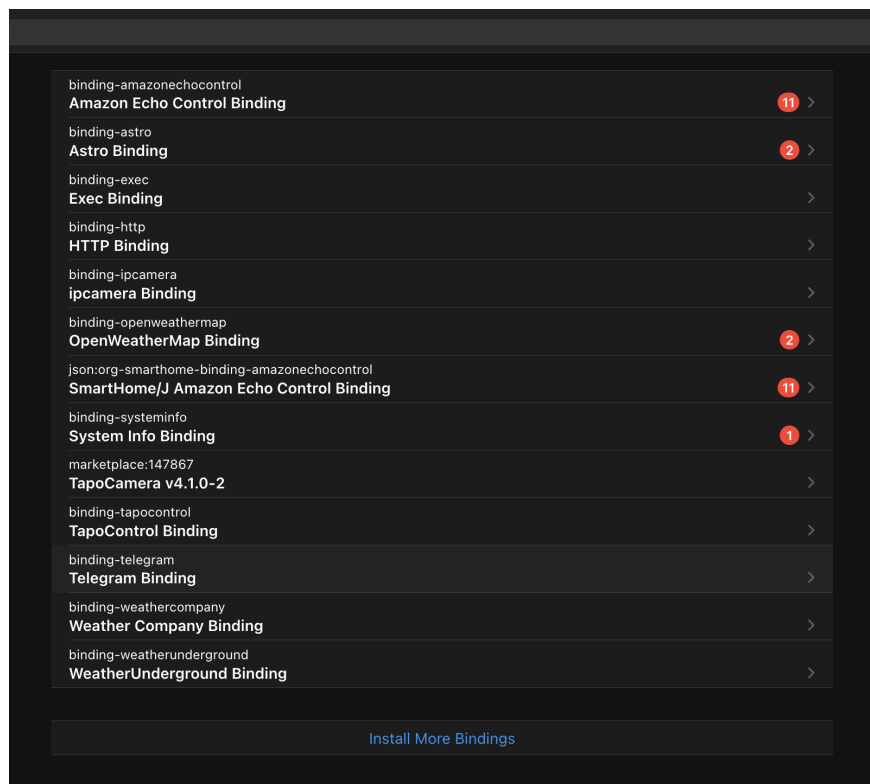 binding-amazonechocontrol
Amazon Echo Control Binding
11
binding-astro
Astro Binding
2
binding-exec
Exec Binding
binding-http
HTTP Binding
binding-ipcamera
ipcamera Binding
binding-openweathermap
OpenWeatherMap Binding
2
json:org-smarthome-binding-amazonechocontrol
SmartHome/J Amazon Echo Control Binding
11
binding-systeminfo
System Info Binding
1
marketplace:147867
TapoCamera v4.1.0-2
binding-tapocontrol
TapoControl Binding
binding-telegram
Telegram Binding
binding-weathercompany
Weather Company Binding
binding-weatherunderground
WeatherUnderground Binding
Install More Bindings